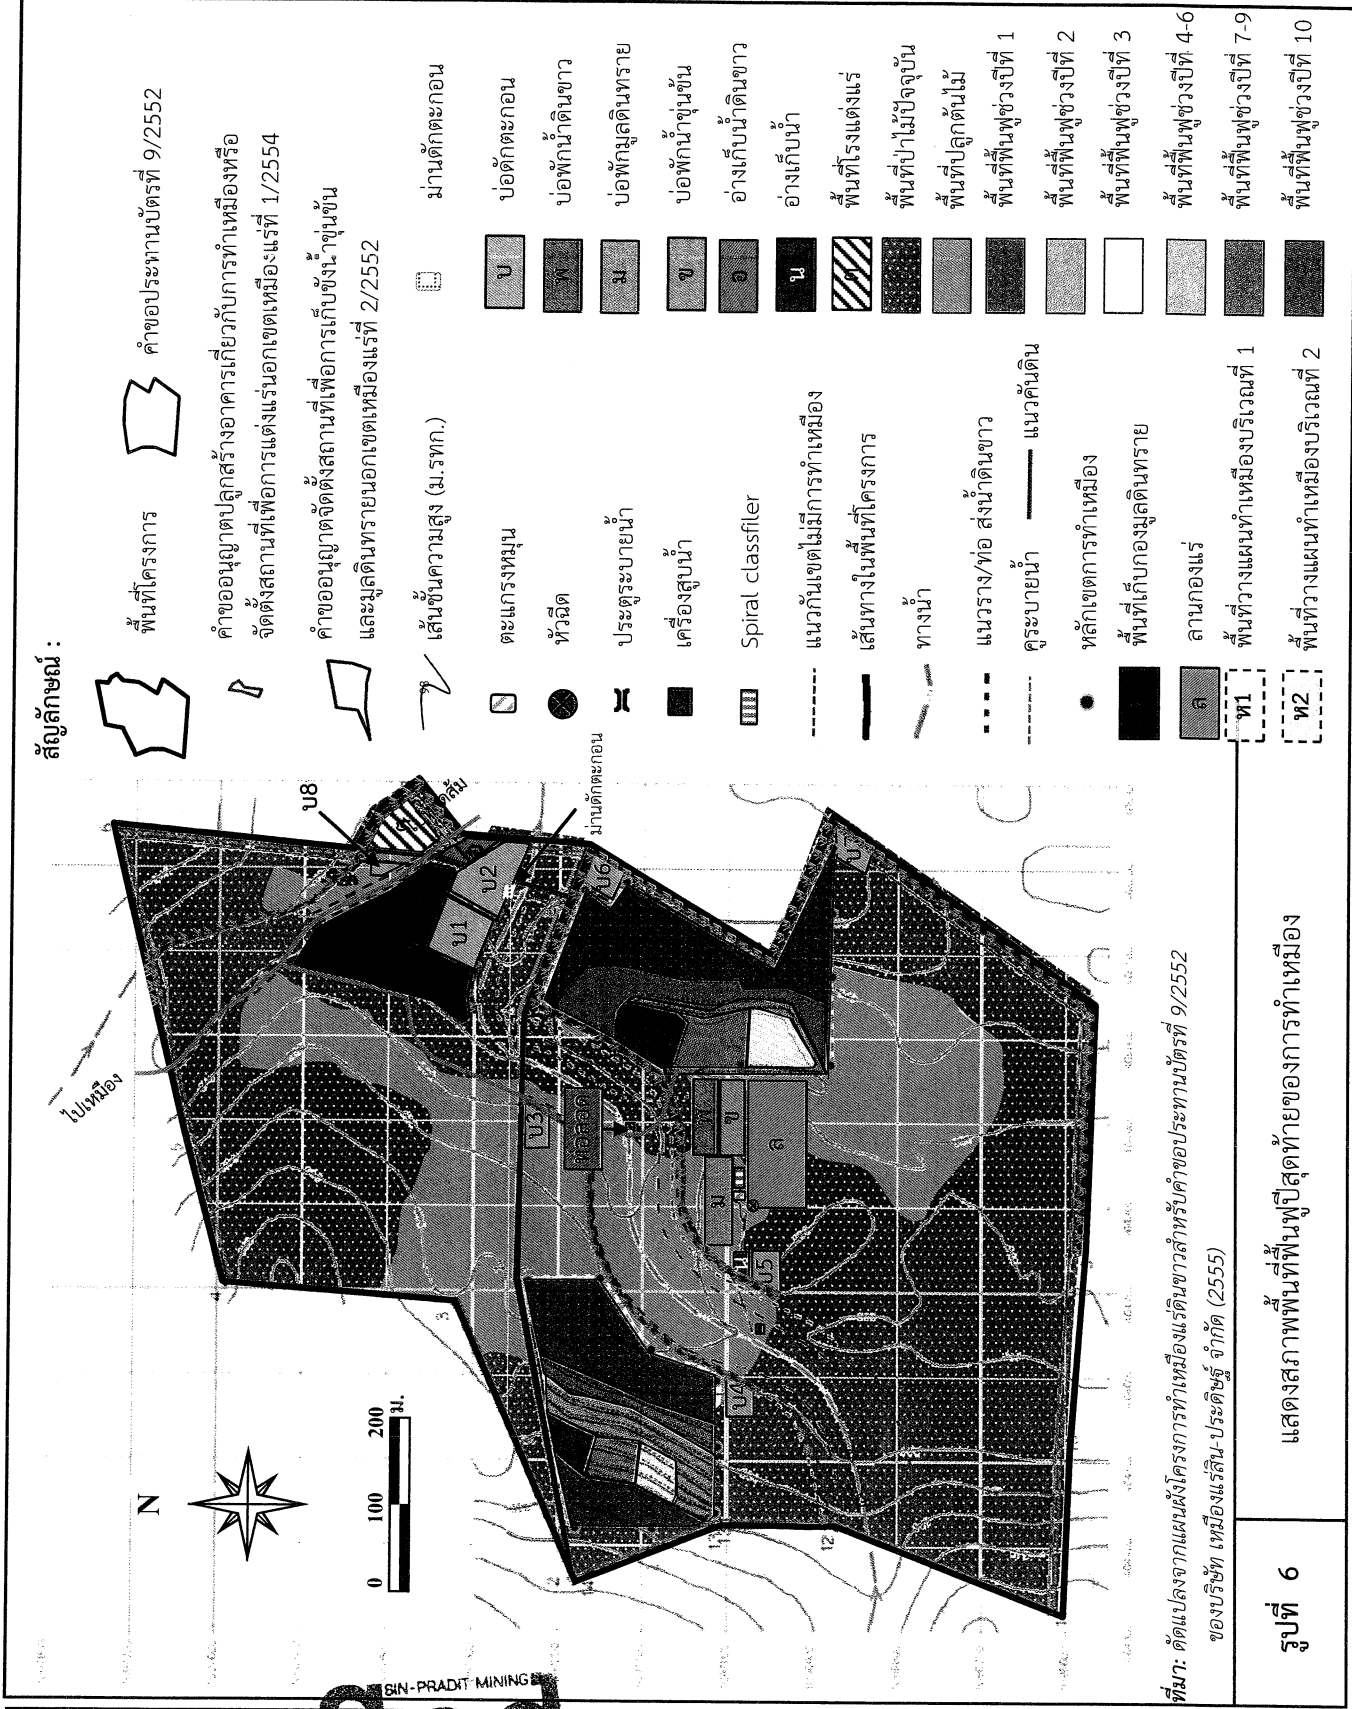 สัญลักษณ์ :
พื้นที่โครงการ
คำขอประทานบัตรที่ 9/2552
คำขออนุญาตปลูกสร้างอาคารเกี่ยวกับการทำเหมืองหรือ
จัดตั้งสถานที่เพื่อการแต่งแร่นอกเขตเหมืองแร่ที่ 1/2554
คำขออนุญาตจัดตั้งสถานที่เพื่อการเก็บขังน้ำขุ่นข้น
และมูลดินทรายนอกเขตเหมืองแร่ที่ 2/2552
98
เส้นชั้นความสูง (ม.รทก.)
ม่านดักตะกอน
ตะแกรงหมุน
หัวฉีด
ประตูระบายน้ำ
เครื่องสูบน้ำ
Spiral classfiler
แนวกันเขตไม่มีการทำเหมือง
เส้นทางในพื้นที่โครงการ
ทางน้ำ
แนวราง/ท่อ ส่งน้ำดินขาว
คูระบายน้ำ
แนวคันดิน
หลักเขตการทำเหมือง
พื้นที่เก็บกองมูลดินทราย
ล ลานกองแร่
ห1 พื้นที่วางแผนทำเหมืองบริเวณที่ 1
ห2 พื้นที่วางแผนทำเหมืองบริเวณที่ 2
บ บ่อดักตะกอน
พ บ่อพักน้ำดินขาว
ม บ่อพักมูลดินทราย
ข บ่อพักน้ำขุ่นข้น
อ อ่างเก็บน้ำดินขาว
น อ่างเก็บน้ำ
ต พื้นที่โรงแต่งแร่
พื้นที่ป่าไม้ปัจจุบัน
พื้นที่ปลูกต้นไม้
พื้นที่ฟื้นฟูช่วงปีที่ 1
พื้นที่ฟื้นฟูช่วงปีที่ 2
พื้นที่ฟื้นฟูช่วงปีที่ 3
พื้นที่ฟื้นฟูช่วงปีที่ 4-6
พื้นที่ฟื้นฟูช่วงปีที่ 7-9
พื้นที่ฟื้นฟูช่วงปีที่ 10
N
0 100 200
ม.
ไปเหมือง
บ8
บ1
บ2
ม่านดักตะกอน
บ3
ท่อลอด
บ6
บ7
พ
ข
ม
ล
น
บ5
บ4
2
3
4
12
SIN-PRADIT MINING
ที่มา: ดัดแปลงจากแผนผังโครงการทำเหมืองแร่ดินขาวสำหรับคำขอประทานบัตรที่ 9/2552
ของบริษัท เหมืองแร่สิน-ประดิษฐ์ จำกัด (2555)
รูปที่ 6
แสดงสภาพพื้นที่ฟื้นฟูปีสุดท้ายของการทำเหมือง